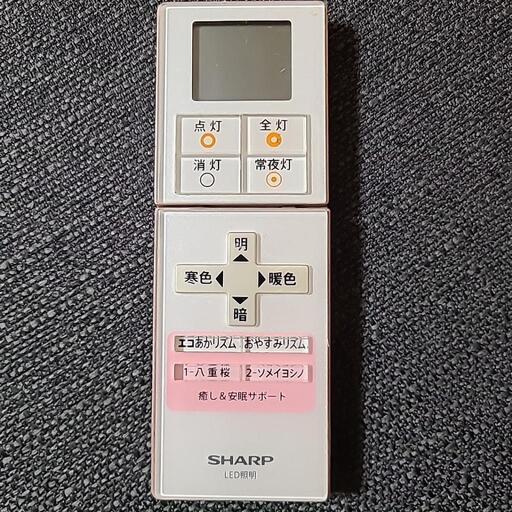 点灯 全灯
消灯 常夜灯
明
寒色 暖色
暗
エコあかリズム おやすみリズム
1-八重桜 2-ソメイヨシノ
癒し&安眠サポート
SHARP
LED照明